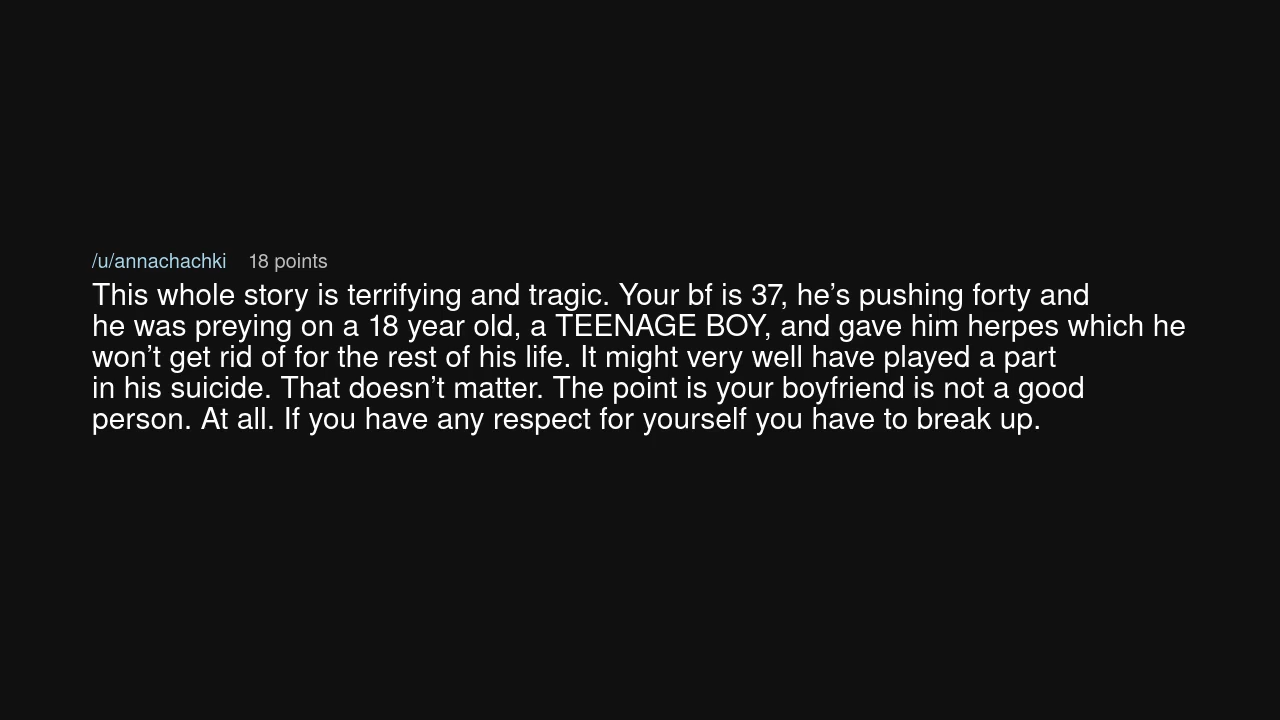 /u/annachachki 18 points
This whole story is terrifying and tragic. Your bf is 37, he’s pushing forty and
he was preying on a 18 year old, a TEENAGE BOY, and gave him herpes which he
won’t get rid of for the rest of his life. It might very well have played a part
in his suicide. That doesn’t matter. The point is your boyfriend is not a good
person. At all. If you have any respect for yourself you have to break up.